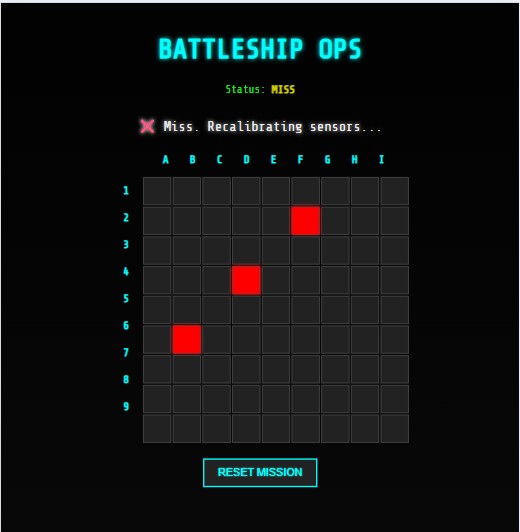 BATTLESHIP OPS
Status: MISS
❌ Miss. Recalibrating sensors...
A B C D E F G H I
1
2
3
4
5
6
7
8
9
RESET MISSION